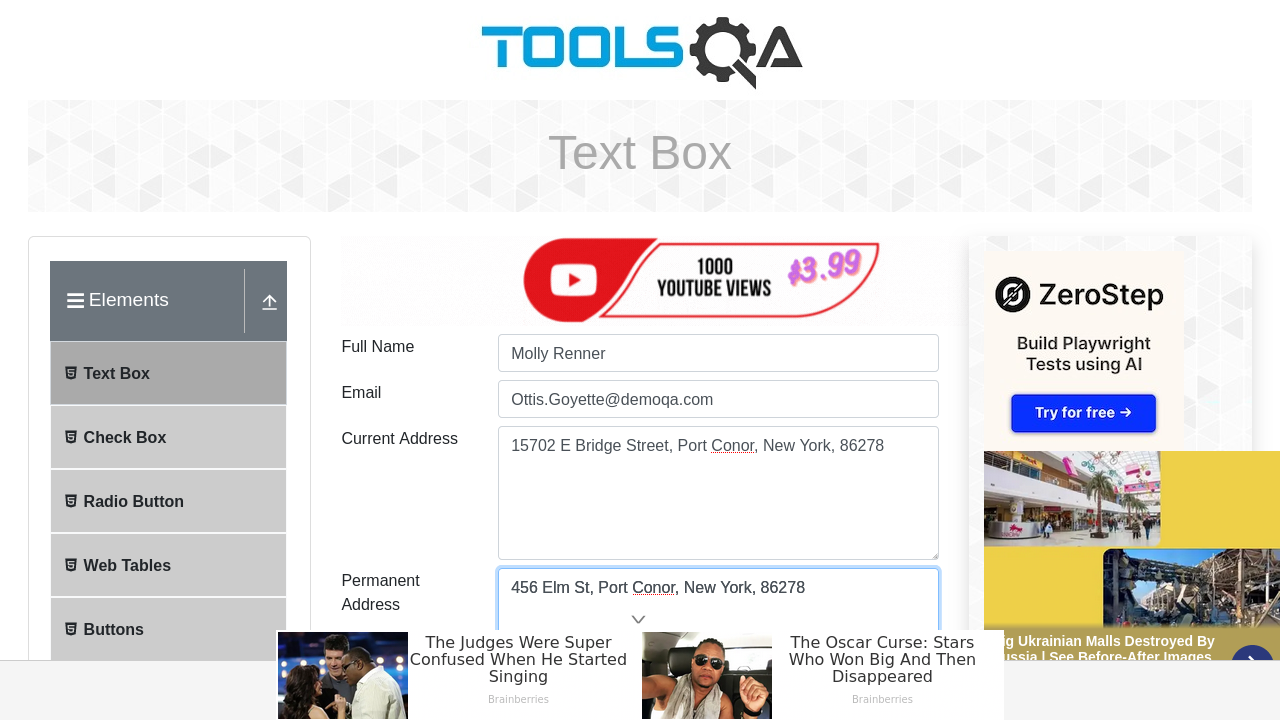 TOOLSQA
Text Box
Elements
Text Box
Check Box
Radio Button
Web Tables
Buttons
1000
YOUTUBE VIEWS
$3.99
Full Name
Molly Renner
Email
Ottis.Goyette@demoqa.com
Current Address
15702 E Bridge Street, Port Conor, New York, 86278
Permanent
Address
456 Elm St, Port Conor, New York, 86278
ZeroStep
Build Playwright
Tests using AI
Try for free →
ig Ukrainian Malls Destroyed By
ussia | See Before-After Images
The Judges Were Super
Confused When He Started
Singing
Brainberries
The Oscar Curse: Stars
Who Won Big And Then
Disappeared
Brainberries